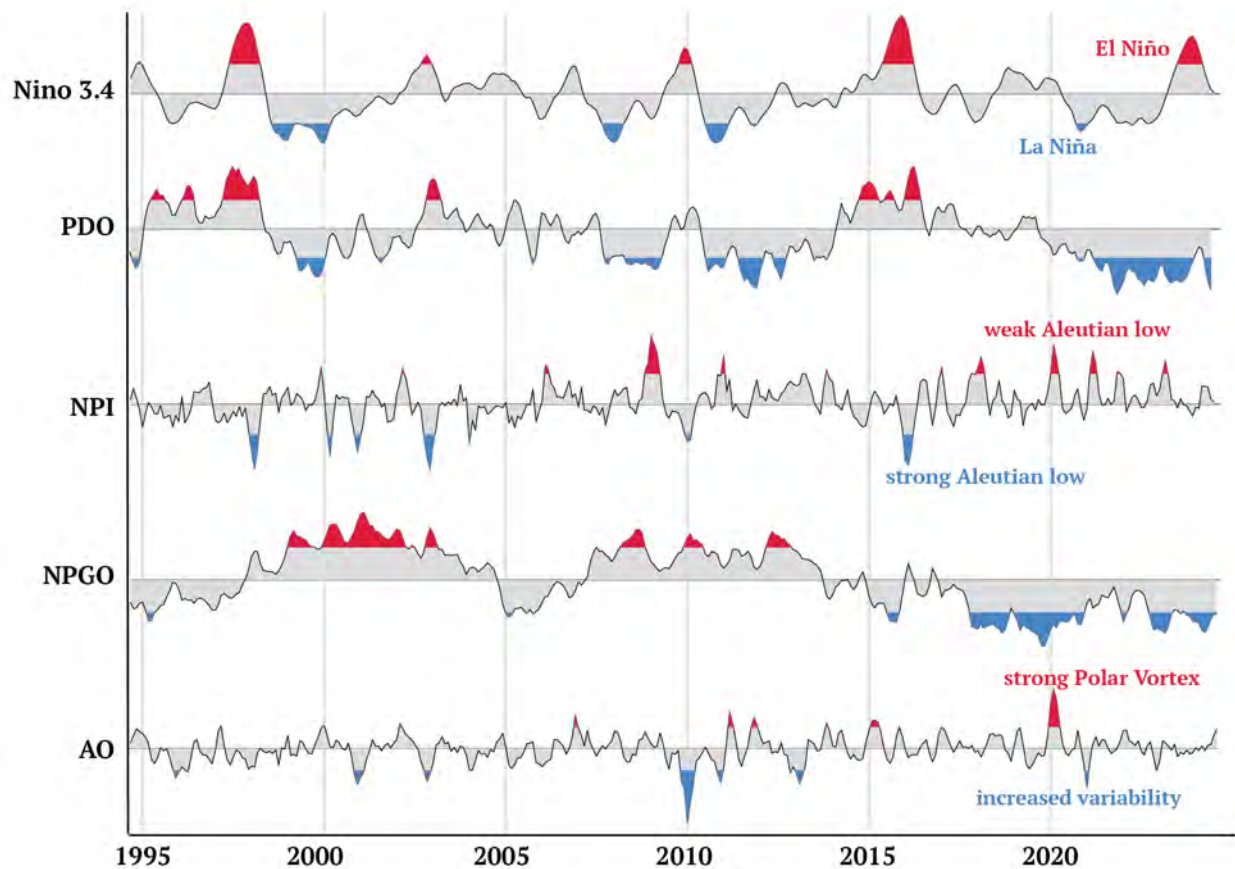 El Niño
Nino 3.4
La Niña
PDO
weak Aleutian low
NPI
strong Aleutian low
NPGO
strong Polar Vortex
AO
increased variability
1995 2000 2005 2010 2015 2020